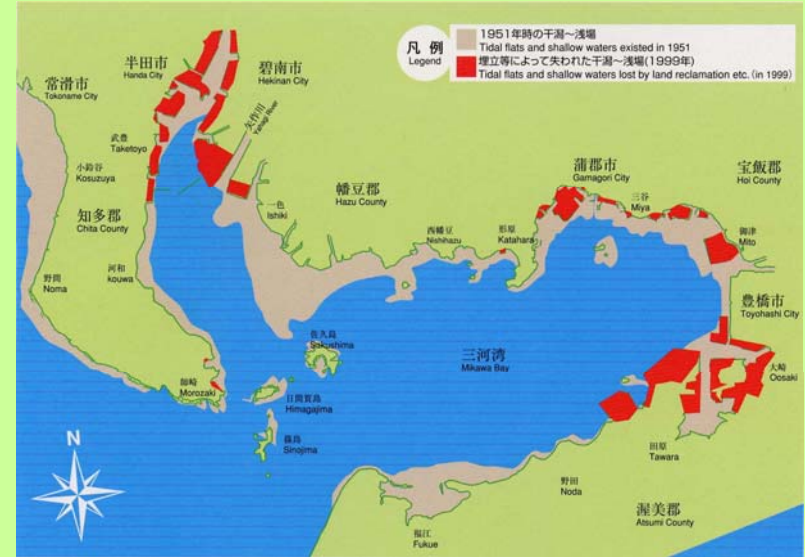 凡 例
Legend
1951年時の干潟～浅場
Tidal flats and shallow waters existed in 1951
埋立等によって失われた干潟～浅場(1999年)
Tidal flats and shallow waters lost by land reclamation etc. (in 1999)
半田市
Handa City
碧南市
Hekinan City
常滑市
Tokoname City
矢作川
Yahagi River
武豊
Taketoyo
小鈴谷
Kosuzuya
知多郡
Chita County
一色
Ishiki
幡豆郡
Hazu County
西幡豆
Nishihazu
形原
Katahara
蒲郡市
Gamagori City
三谷
Miya
宝飯郡
Hoi County
御津
Mito
豊橋市
Toyohashi City
野間
Noma
河和
kouwa
佐久島
Sakushima
三河湾
Mikawa Bay
大崎
Oosaki
師崎
Morozaki
日間賀島
Himagajima
篠島
Sinojima
田原
Tawara
野田
Noda
渥美郡
Atsumi County
福江
Fukue
N